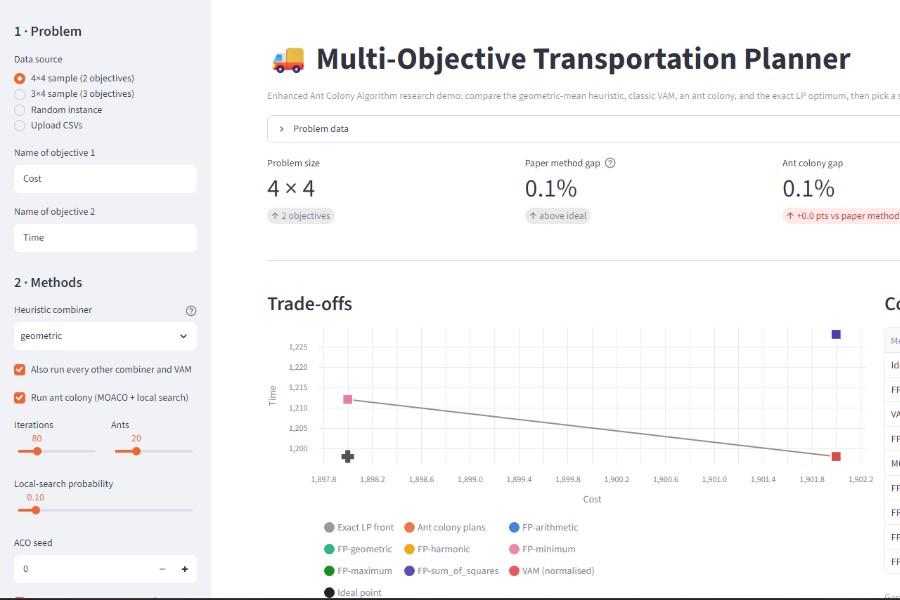 1 · Problem
Data source
4×4 sample (2 objectives)
3×4 sample (3 objectives)
Random instance
Upload CSVs
Name of objective 1
Cost
Name of objective 2
Time
2 · Methods
Heuristic combiner
geometric
Also run every other combiner and VAM
Run ant colony (MOACO + local search)
Iterations Ants
80 20
Local-search probability
0.10
ACO seed
0 − +
Multi-Objective Transportation Planner
Enhanced Ant Colony Algorithm research demo: compare the geometric-mean heuristic, classic VAM, an ant colony, and the exact LP optimum, then pick a s
Problem data
Problem size Paper method gap Ant colony gap
4 × 4 0.1% 0.1%
↑ 2 objectives ↑ above ideal ↑ +0.0 pts vs paper method
Trade-offs
Time
1,225
1,220
1,215
1,210
1,205
1,200
1,897.8 1,898.2 1,898.6 1,899.0 1,899.4 1,899.8 1,900.2 1,900.6 1,901.0 1,901.4 1,901.8 1,902.2
Cost
Exact LP front Ant colony plans FP-arithmetic
FP-geometric FP-harmonic FP-minimum
FP-maximum FP-sum_of_squares VAM (normalised)
Ideal point
Co
Me
Id
FP
VA
FP
MO
FP
FP
FP
FP